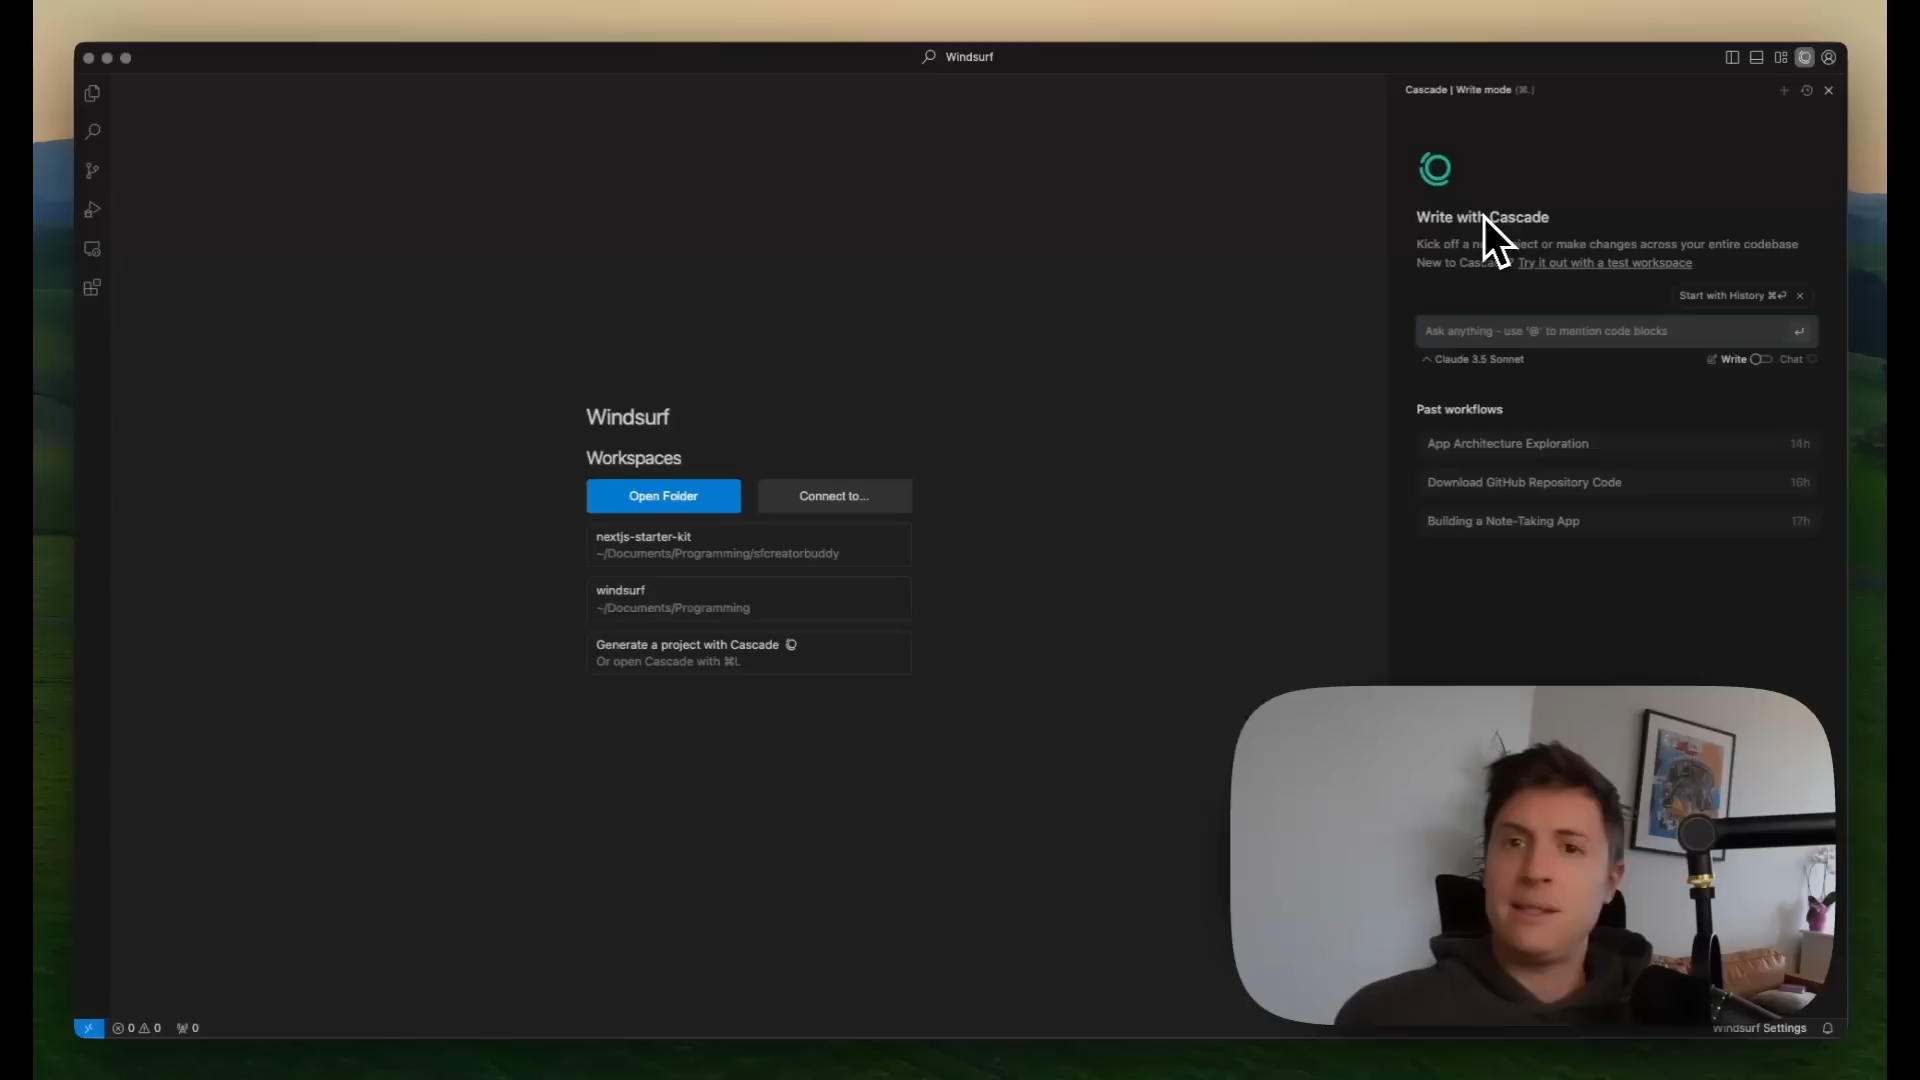 Windsurf
Cascade | Write mode (⌘.)
Write with Cascade
Kick off a new project or make changes across your entire codebase
New to Cascade? Try it out with a test workspace
Start with History ⌘⏎ ×
Ask anything - use '@' to mention code blocks
Claude 3.5 Sonnet
Write
Chat
Past workflows
App Architecture Exploration 14h
Download GitHub Repository Code 16h
Building a Note-Taking App 17h
Windsurf
Workspaces
Open Folder
Connect to...
nextjs-starter-kit
~/Documents/Programming/sfcreatorbuddy
windsurf
~/Documents/Programming
Generate a project with Cascade
Or open Cascade with ⌘L
0 0 0
Windsurf Settings